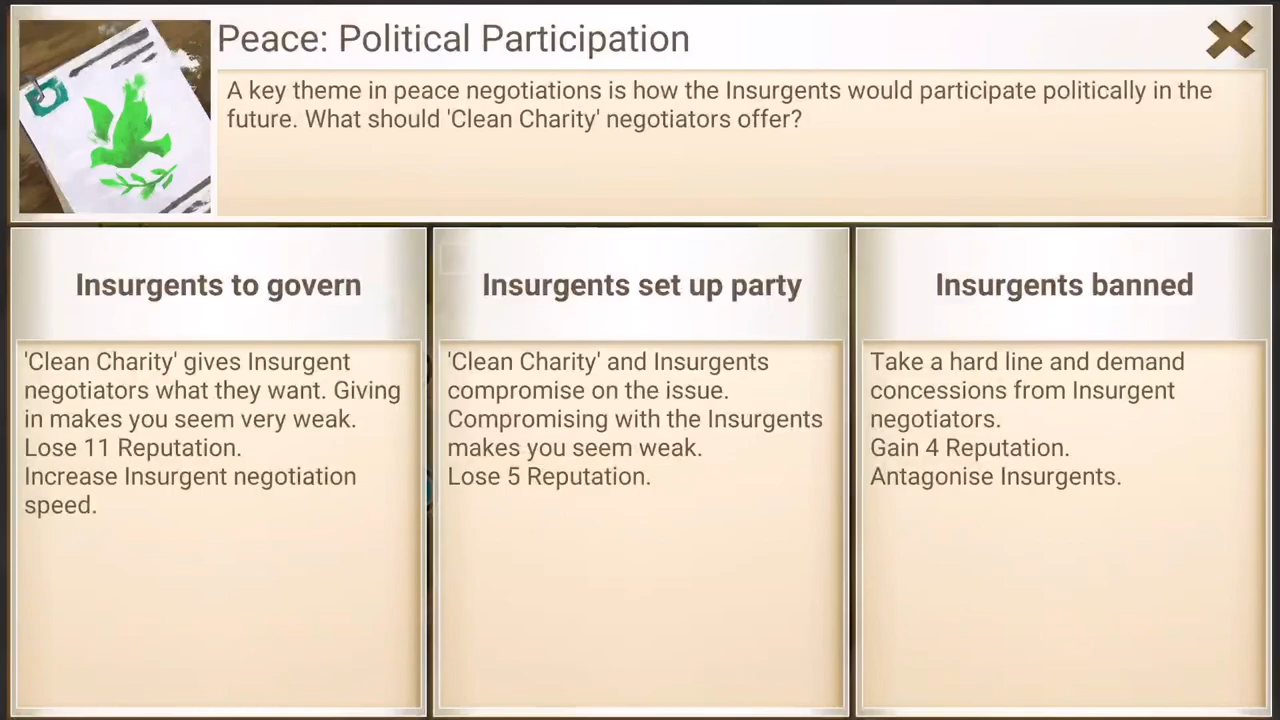 Peace: Political Participation
A key theme in peace negotiations is how the Insurgents would participate politically in the
future. What should 'Clean Charity' negotiators offer?
Insurgents to govern
'Clean Charity' gives Insurgent
negotiators what they want. Giving
in makes you seem very weak.
Lose 11 Reputation.
Increase Insurgent negotiation
speed.
Insurgents set up party
'Clean Charity' and Insurgents
compromise on the issue.
Compromising with the Insurgents
makes you seem weak.
Lose 5 Reputation.
Insurgents banned
Take a hard line and demand
concessions from Insurgent
negotiators.
Gain 4 Reputation.
Antagonise Insurgents.